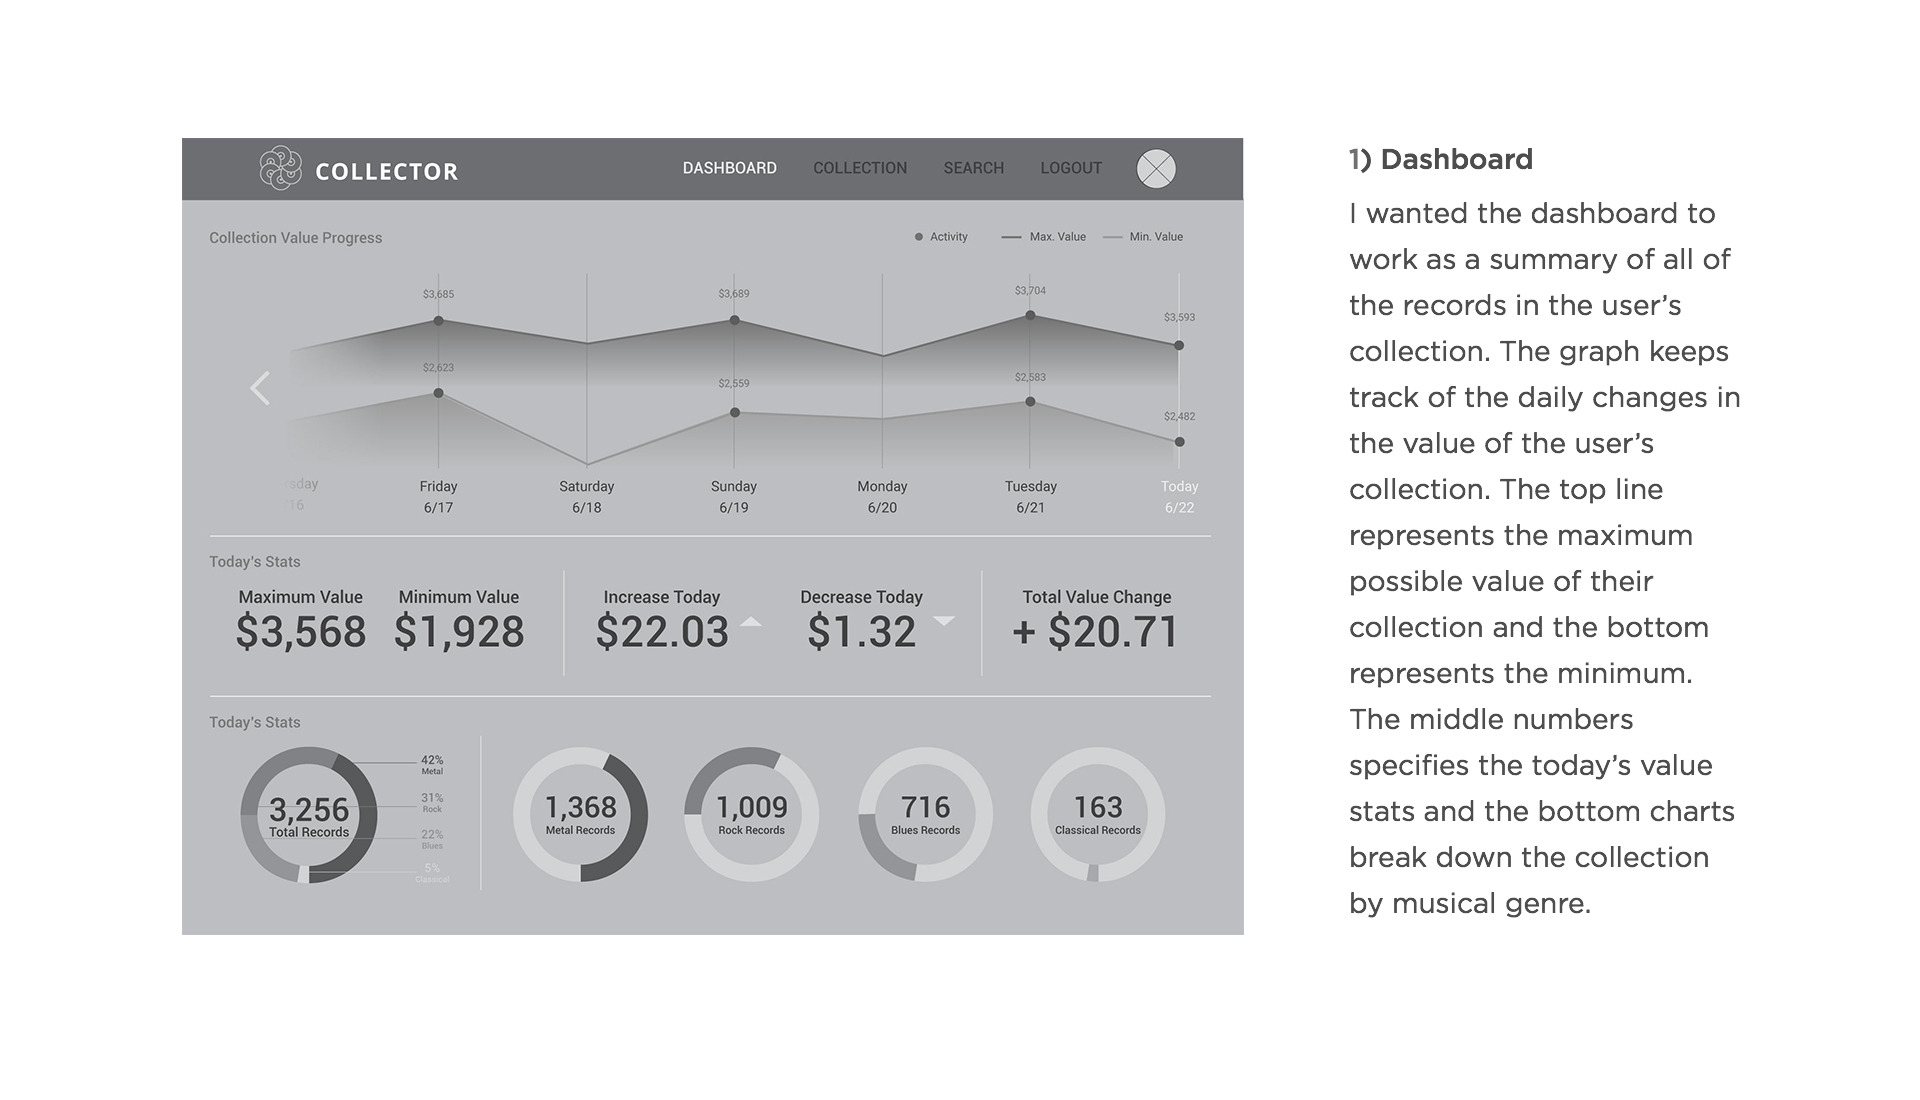 COLLECTOR
DASHBOARD COLLECTION SEARCH LOGOUT
Collection Value Progress
Activity Max. Value Min. Value
$3,685 $3,689 $3,704 $3,593
$2,623 $2,559 $2,583 $2,482
sday Friday Saturday Sunday Monday Tuesday Today
16 6/17 6/18 6/19 6/20 6/21 6/22
Today's Stats
Maximum Value Minimum Value Increase Today Decrease Today Total Value Change
$3,568 $1,928 $22.03 $1.32 + $20.71
Today's Stats
3,256
Total Records
42%
Metal
31%
Rock
22%
Blues
5%
Classical
1,368
Metal Records
1,009
Rock Records
716
Blues Records
163
Classical Records
1) Dashboard
I wanted the dashboard to
work as a summary of all of
the records in the user’s
collection. The graph keeps
track of the daily changes in
the value of the user’s
collection. The top line
represents the maximum
possible value of their
collection and the bottom
represents the minimum.
The middle numbers
specifies the today’s value
stats and the bottom charts
break down the collection
by musical genre.